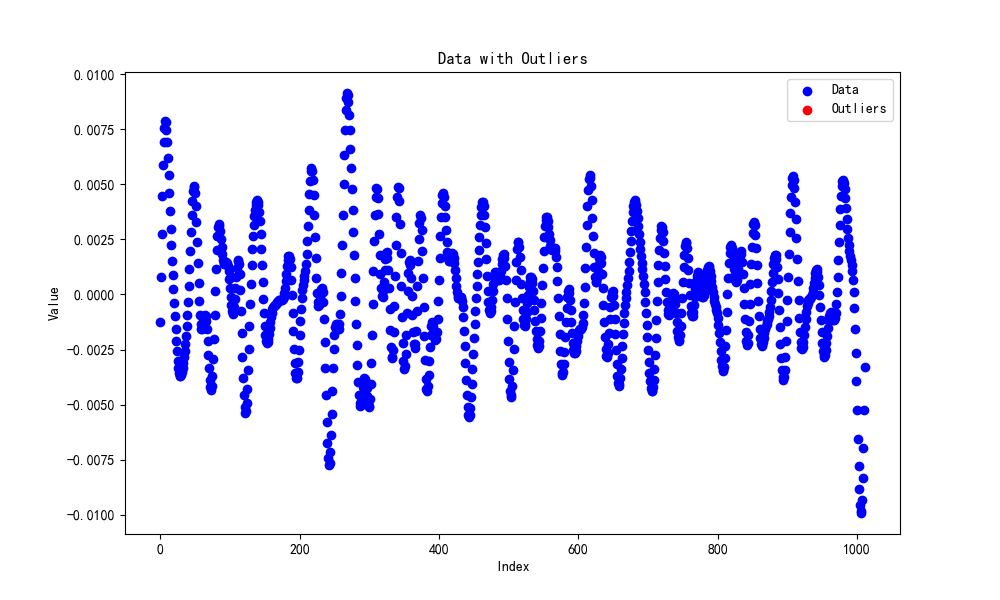 Data with Outliers
Data
Outliers
0.0100
0.0075
0.0050
0.0025
0.0000
−0.0025
−0.0050
−0.0075
−0.0100
Value
0 200 400 600 800 1000
Index